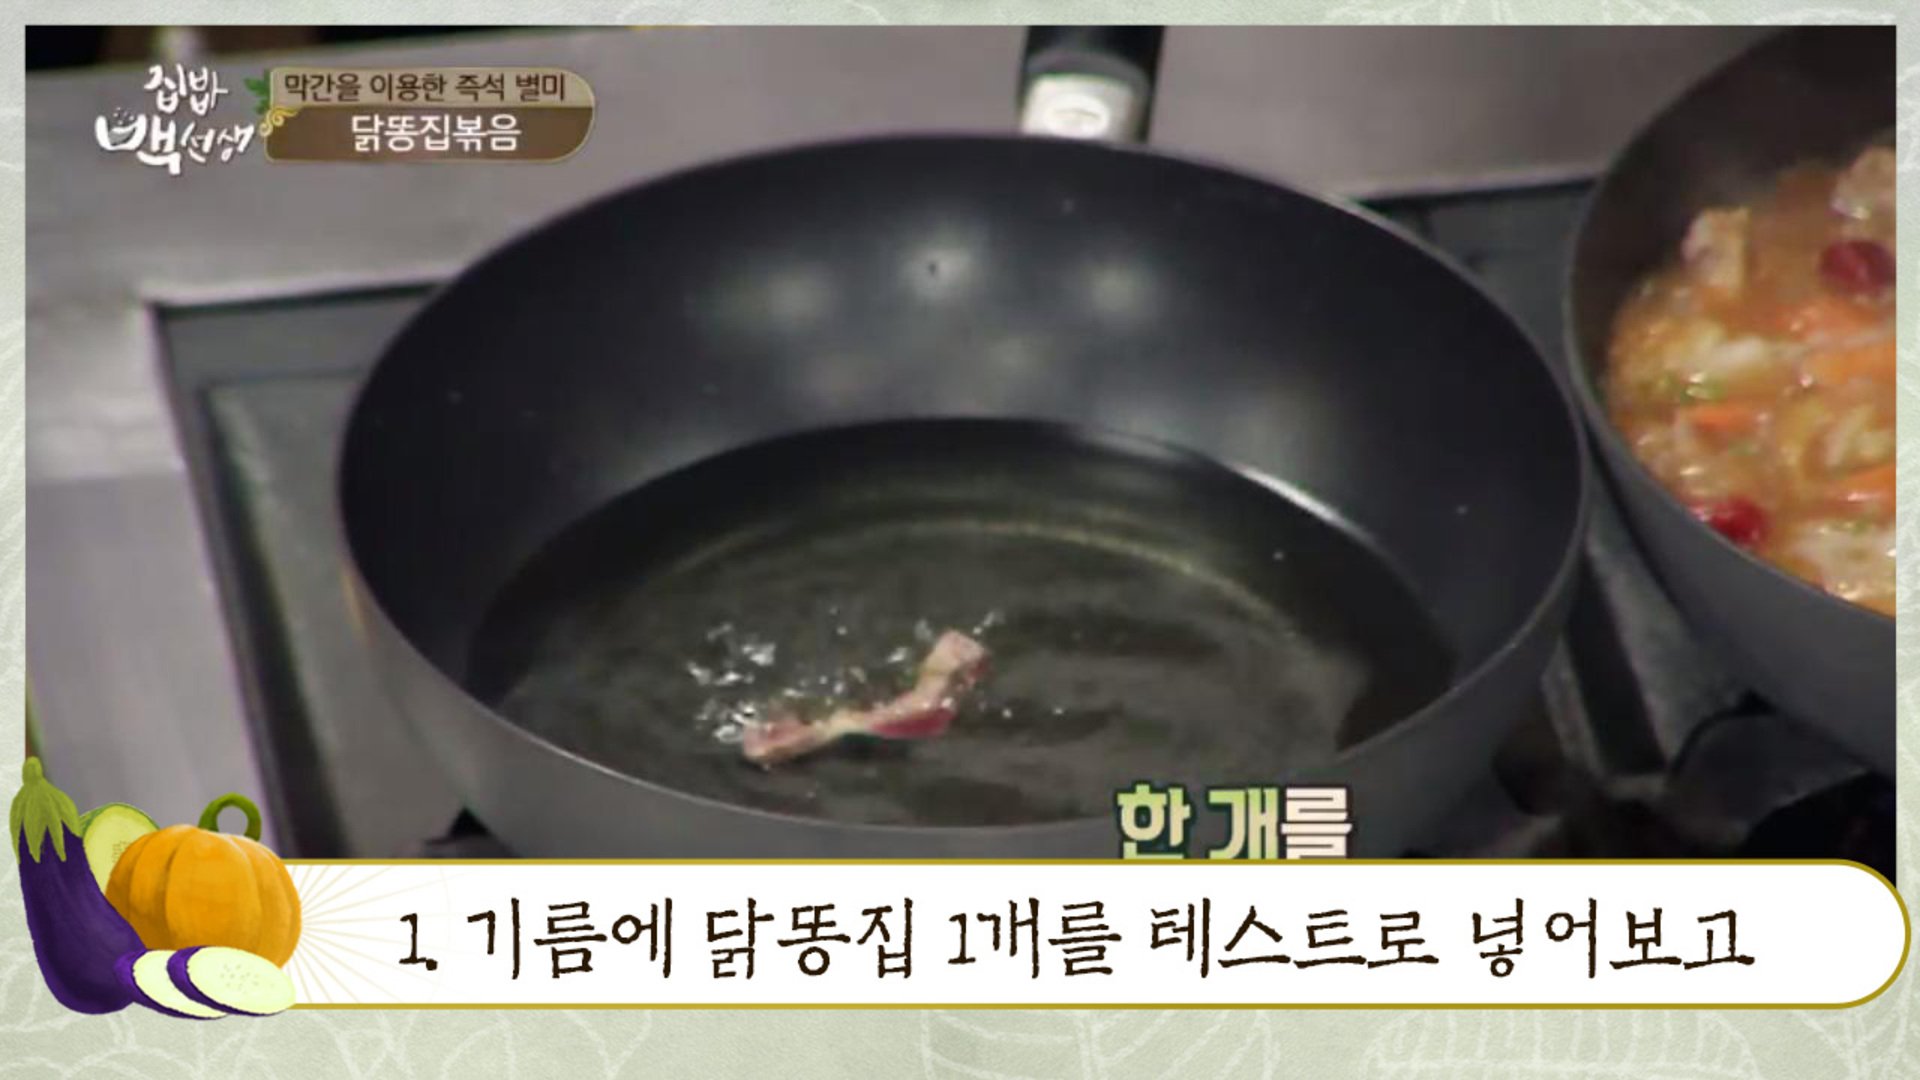 집밥
백선생
막간을 이용한 즉석 별미
닭똥집볶음
한 개를
1. 기름에 닭똥집 1개를 테스트로 넣어보고